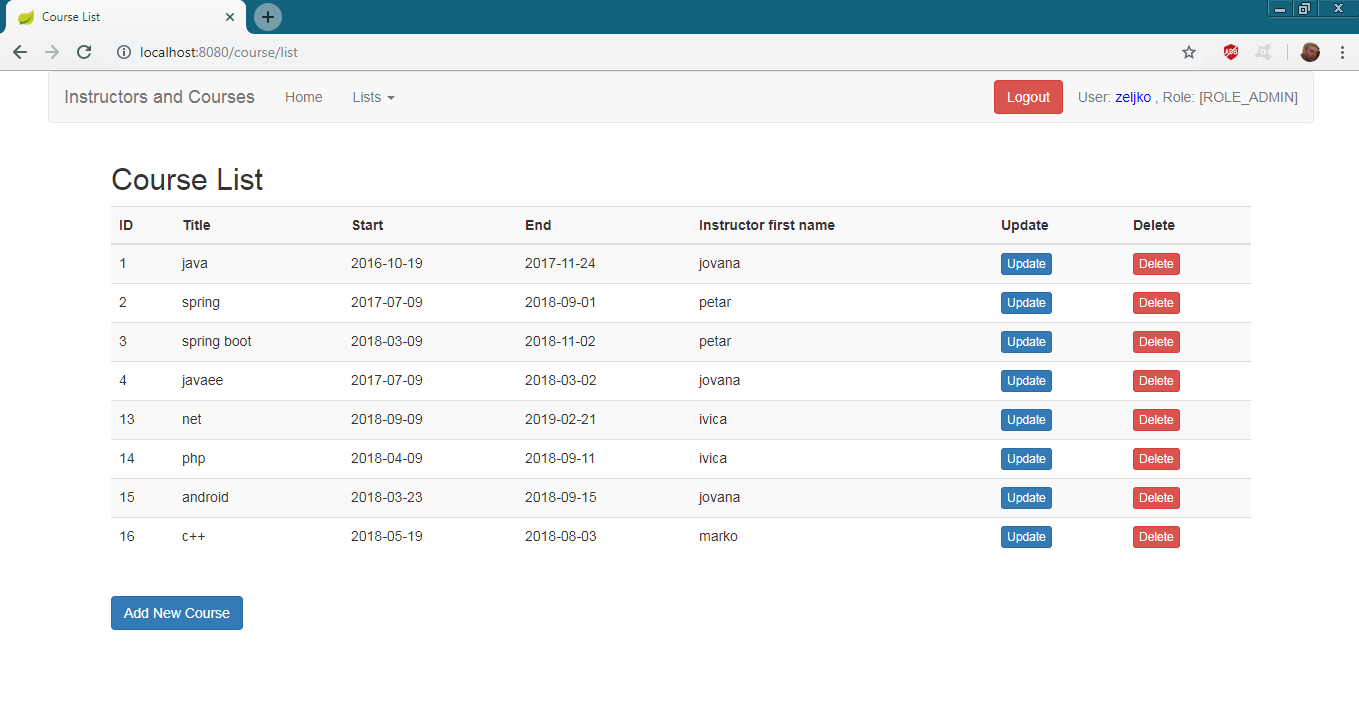 Course List
localhost:8080/course/list
ABP
Instructors and Courses Home Lists Logout User: zeljko , Role: [ROLE_ADMIN]
Course List
ID Title Start End Instructor first name Update Delete
1 java 2016-10-19 2017-11-24 jovana Update Delete
2 spring 2017-07-09 2018-09-01 petar Update Delete
3 spring boot 2018-03-09 2018-11-02 petar Update Delete
4 javaee 2017-07-09 2018-03-02 jovana Update Delete
13 net 2018-09-09 2019-02-21 ivica Update Delete
14 php 2018-04-09 2018-09-11 ivica Update Delete
15 android 2018-03-23 2018-09-15 jovana Update Delete
16 c++ 2018-05-19 2018-08-03 marko Update Delete
Add New Course